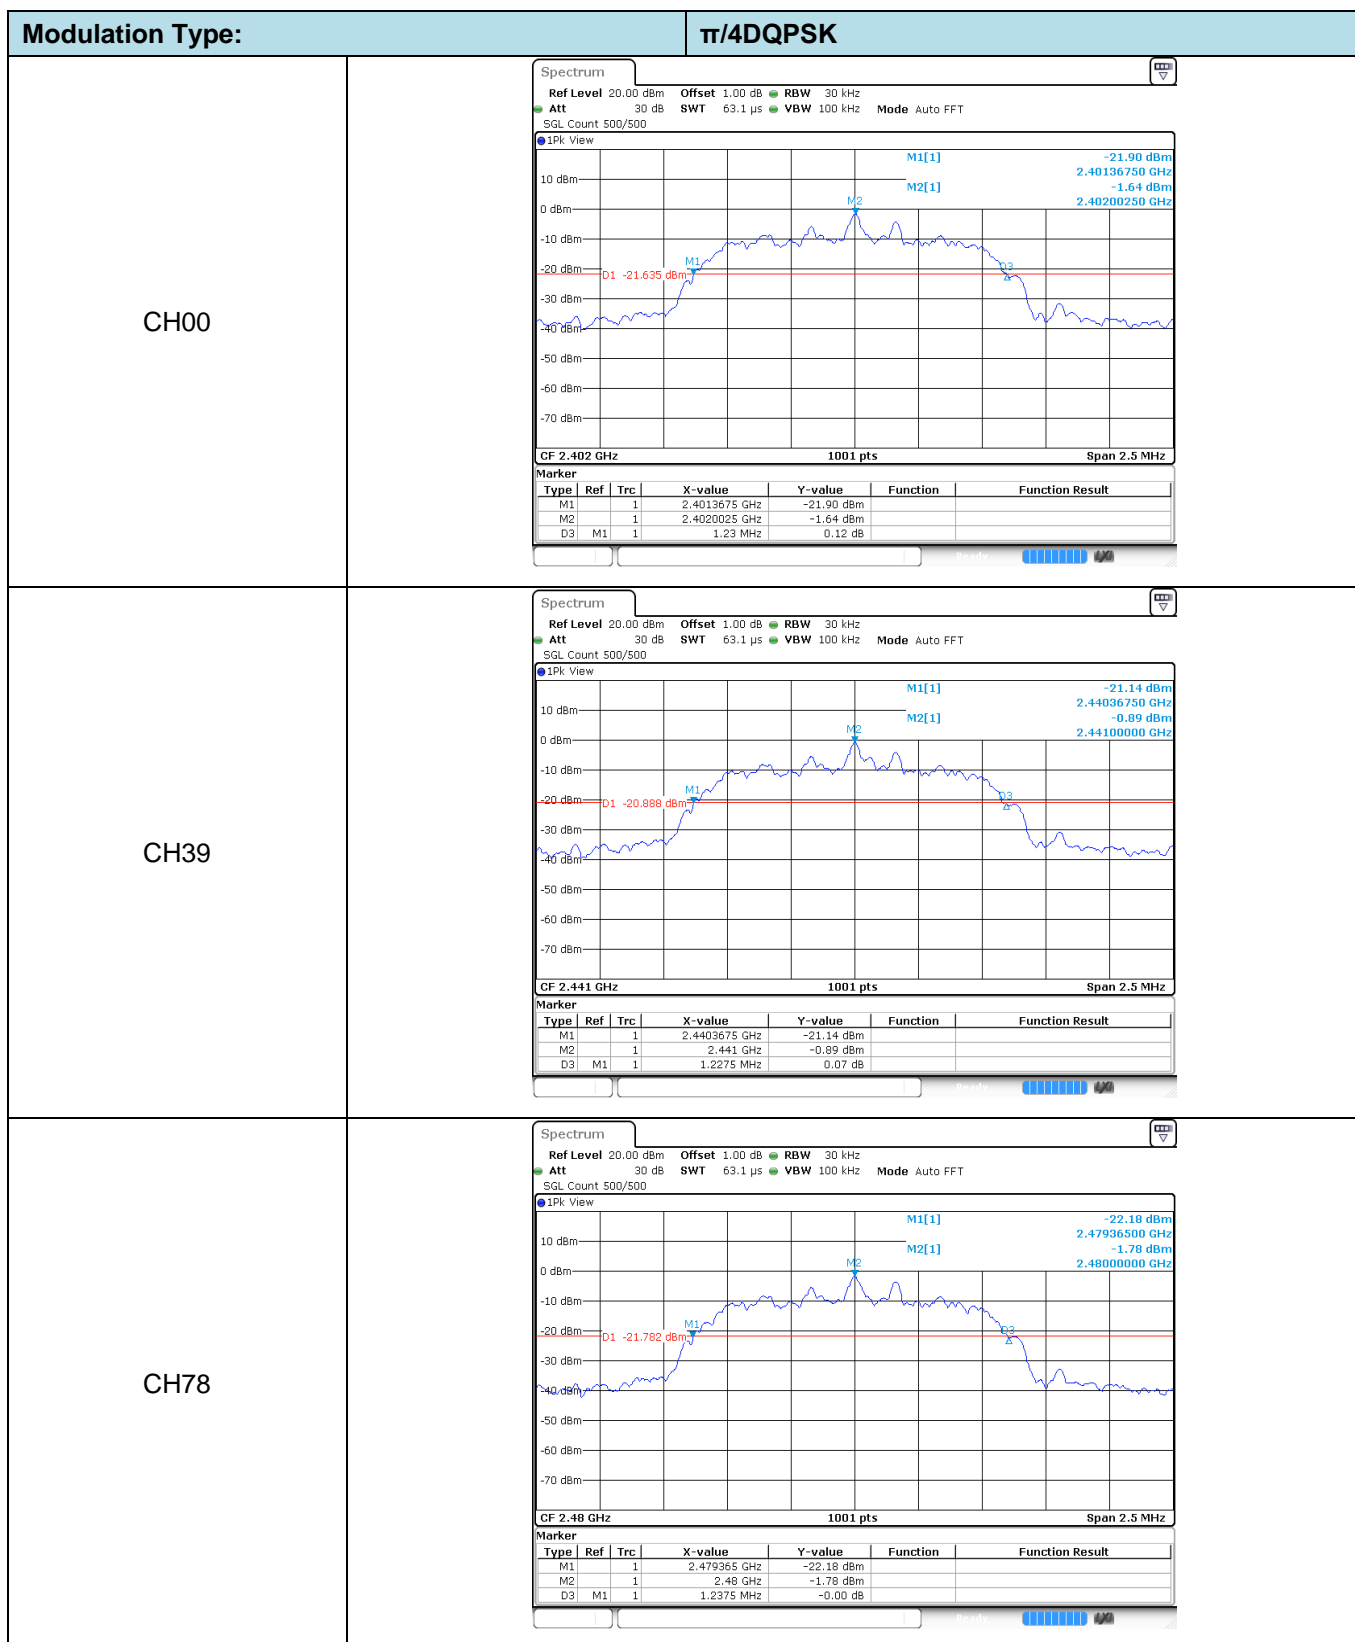 Modulation Type: π/4DQPSK
CH00
Spectrum
Ref Level 20.00 dBm Offset 1.00 dB RBW 30 kHz
Att 30 dB SWT 63.1 µs VBW 100 kHz Mode Auto FFT
SGL Count 500/500
1Pk View
M1[1] -21.90 dBm
2.40136750 GHz
10 dBm
M2[1] -1.64 dBm
2.40200250 GHz
M2
0 dBm
-10 dBm
M1
D3
-20 dBm
D1 -21.635 dBm
-30 dBm
-40 dBm
-50 dBm
-60 dBm
-70 dBm
CF 2.402 GHz 1001 pts Span 2.5 MHz
Marker
Type Ref Trc X-value Y-value Function Function Result
M1 1 2.4013675 GHz -21.90 dBm
M2 1 2.4020025 GHz -1.64 dBm
D3 M1 1 1.23 MHz 0.12 dB
Ready
CH39
Spectrum
Ref Level 20.00 dBm Offset 1.00 dB RBW 30 kHz
Att 30 dB SWT 63.1 µs VBW 100 kHz Mode Auto FFT
SGL Count 500/500
1Pk View
M1[1] -21.14 dBm
2.44036750 GHz
10 dBm
M2[1] -0.89 dBm
2.44100000 GHz
M2
0 dBm
-10 dBm
M1
D3
-20 dBm
D1 -20.888 dBm
-30 dBm
-40 dBm
-50 dBm
-60 dBm
-70 dBm
CF 2.441 GHz 1001 pts Span 2.5 MHz
Marker
Type Ref Trc X-value Y-value Function Function Result
M1 1 2.4403675 GHz -21.14 dBm
M2 1 2.441 GHz -0.89 dBm
D3 M1 1 1.2275 MHz 0.07 dB
Ready
CH78
Spectrum
Ref Level 20.00 dBm Offset 1.00 dB RBW 30 kHz
Att 30 dB SWT 63.1 µs VBW 100 kHz Mode Auto FFT
SGL Count 500/500
1Pk View
M1[1] -22.18 dBm
2.47936500 GHz
10 dBm
M2[1] -1.78 dBm
2.48000000 GHz
M2
0 dBm
-10 dBm
M1
D3
-20 dBm
D1 -21.782 dBm
-30 dBm
-40 dBm
-50 dBm
-60 dBm
-70 dBm
CF 2.48 GHz 1001 pts Span 2.5 MHz
Marker
Type Ref Trc X-value Y-value Function Function Result
M1 1 2.479365 GHz -22.18 dBm
M2 1 2.48 GHz -1.78 dBm
D3 M1 1 1.2375 MHz -0.00 dB
Ready